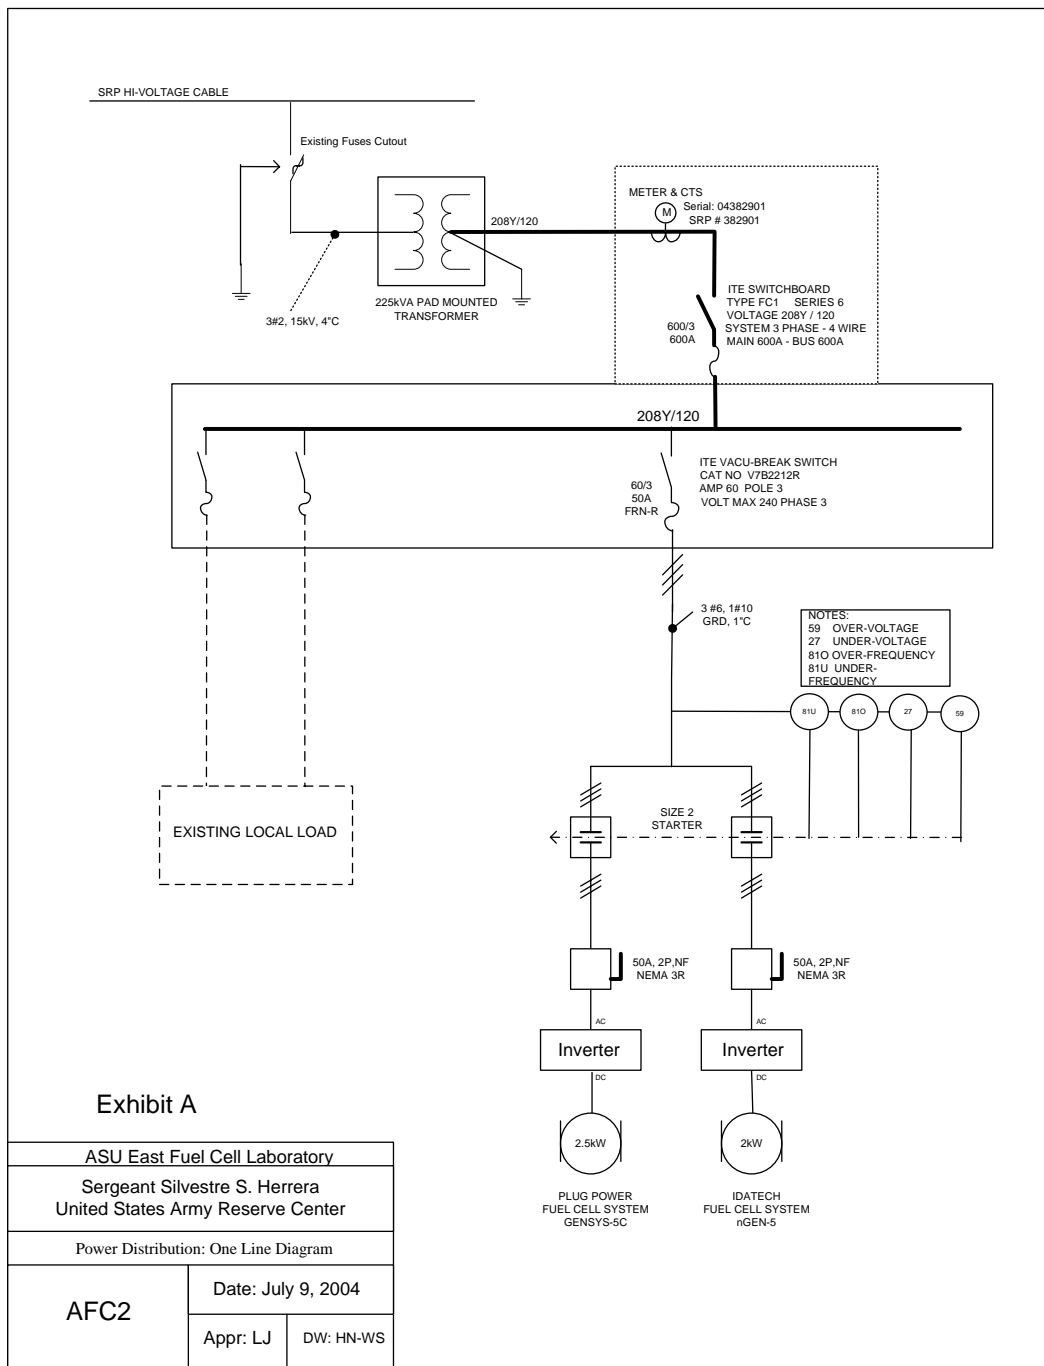 SRP HI-VOLTAGE CABLE
Existing Fuses Cutout
METER & CTS
M
Serial: 04382901
SRP # 382901
208Y/120
3#2, 15kV, 4"C
225kVA PAD MOUNTED
TRANSFORMER
ITE SWITCHBOARD
TYPE FC1 SERIES 6
VOLTAGE 208Y / 120
SYSTEM 3 PHASE - 4 WIRE
MAIN 600A - BUS 600A
600/3
600A
208Y/120
ITE VACU-BREAK SWITCH
CAT NO V7B2212R
AMP 60 POLE 3
VOLT MAX 240 PHASE 3
60/3
50A
FRN-R
3 #6, 1#10
GRD, 1"C
NOTES:
59 OVER-VOLTAGE
27 UNDER-VOLTAGE
81O OVER-FREQUENCY
81U UNDER-
FREQUENCY
81U
81O
27
59
EXISTING LOCAL LOAD
SIZE 2
STARTER
50A, 2P,NF
NEMA 3R
50A, 2P,NF
NEMA 3R
AC
AC
Inverter
Inverter
DC
DC
2.5kW
2kW
PLUG POWER
FUEL CELL SYSTEM
GENSYS-5C
IDATECH
FUEL CELL SYSTEM
nGEN-5
Exhibit A
ASU East Fuel Cell Laboratory
Sergeant Silvestre S. Herrera
United States Army Reserve Center
Power Distribution: One Line Diagram
AFC2
Date: July 9, 2004
Appr: LJ
DW: HN-WS